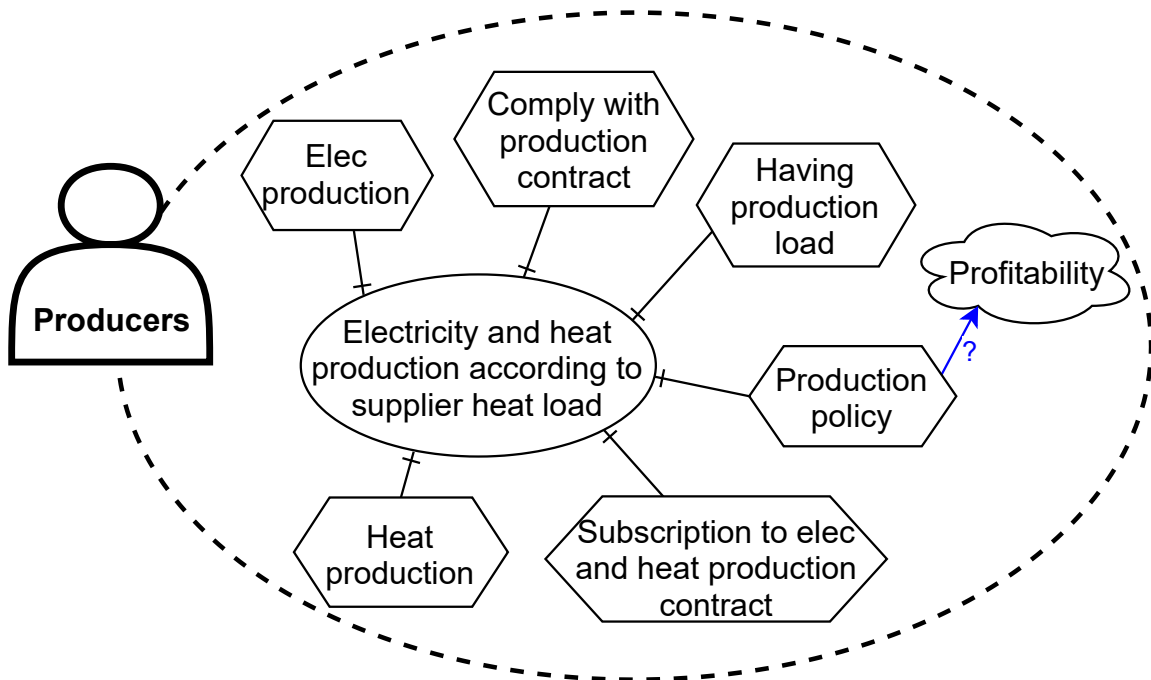 Comply with
production
contract
Elec
production
Having
production
load
Profitability
Producers
Electricity and heat
production according to
supplier heat load
?
Production
policy
Heat
production
Subscription to elec
and heat production
contract